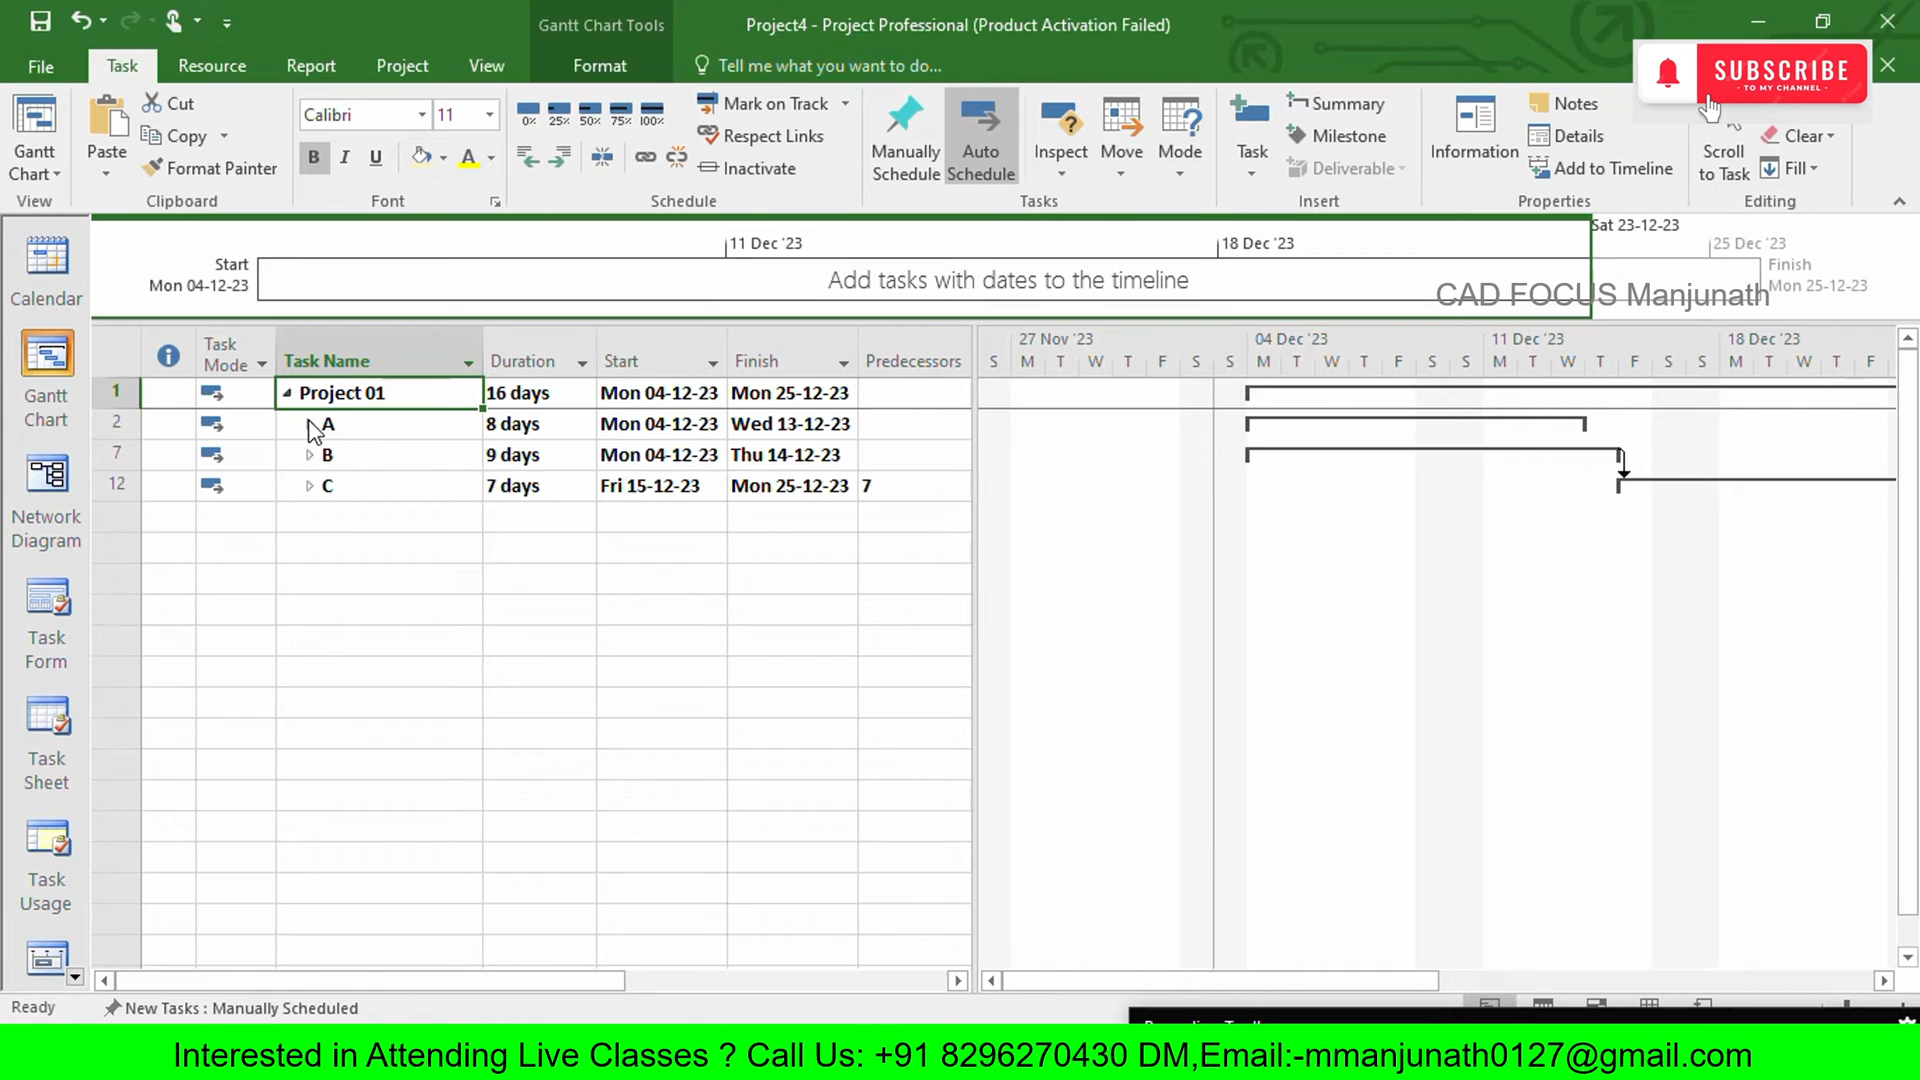 Gantt Chart Tools
Project4 - Project Professional (Product Activation Failed)
File
Task
Resource
Report
Project
View
Format
Tell me what you want to do...
SUBSCRIBE
- TO MY CHANNEL -
Gantt
Chart
View
Paste
Cut
Copy
Format Painter
Clipboard
Calibri
11
B I U
A
Font
0% 25% 50% 75% 100%
Mark on Track
Respect Links
Inactivate
Schedule
Manually
Schedule
Auto
Schedule
Inspect
Move
Mode
Tasks
Task
Summary
Milestone
Deliverable
Insert
Information
Notes
Details
Add to Timeline
Properties
Scroll
to Task
Clear
Fill
Editing
Sat 23-12-23
11 Dec '23
18 Dec '23
25 Dec '23
Start
Mon 04-12-23
Add tasks with dates to the timeline
Finish
Mon 25-12-23
CAD FOCUS Manjunath
Calendar
Gantt
Chart
Network
Diagram
Task
Form
Task
Sheet
Task
Usage
Task
Mode
Task Name
Duration
Start
Finish
Predecessors
1 Project 01 16 days Mon 04-12-23 Mon 25-12-23
2 A 8 days Mon 04-12-23 Wed 13-12-23
7 B 9 days Mon 04-12-23 Thu 14-12-23
12 C 7 days Fri 15-12-23 Mon 25-12-23 7
27 Nov '23
04 Dec '23
11 Dec '23
18 Dec '23
S M T W T F S S M T W T F S S M T W T F S S M T W T F
Ready
New Tasks : Manually Scheduled
Interested in Attending Live Classes ? Call Us: +91 8296270430 DM,Email:-mmanjunath0127@gmail.com